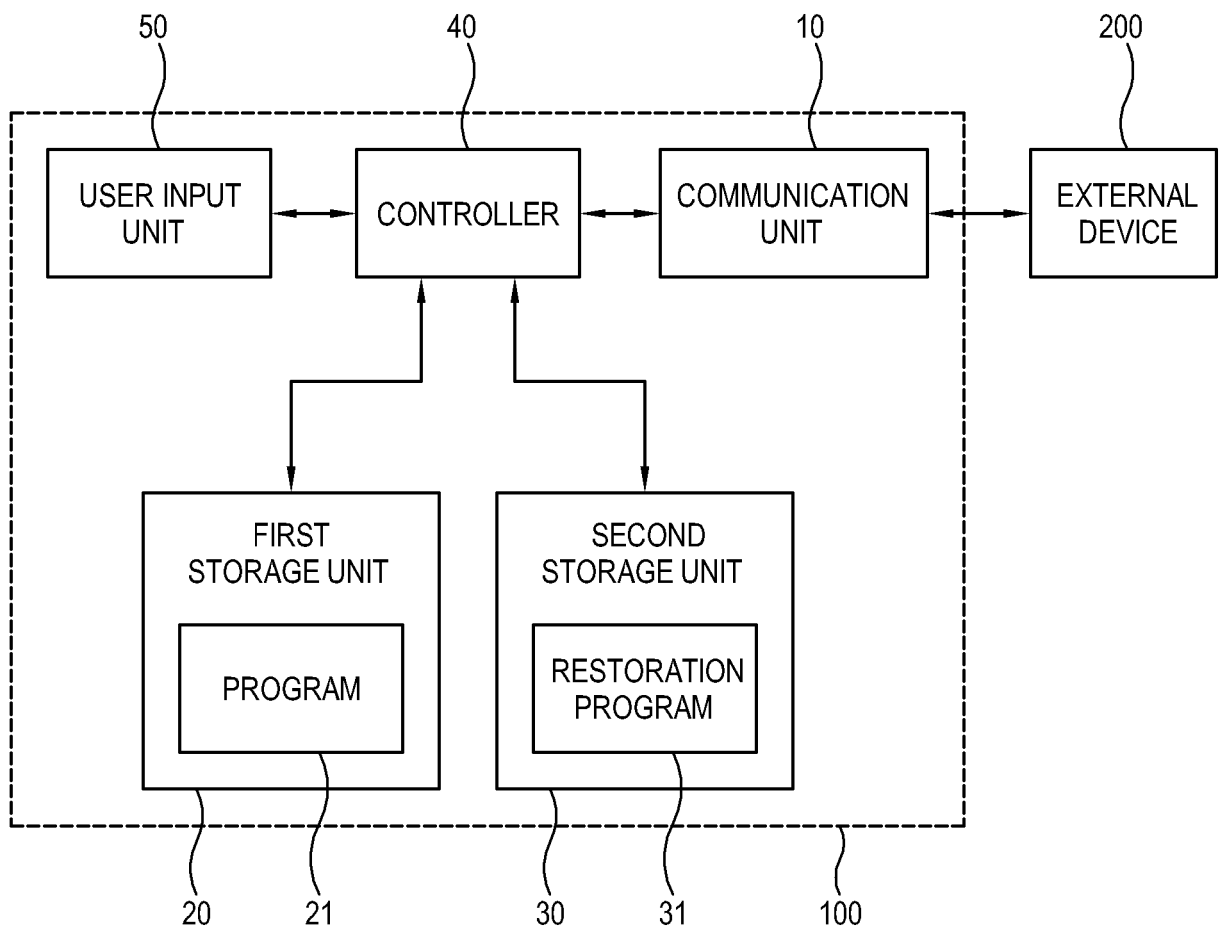 50
40
10
200
USER INPUT
UNIT
CONTROLLER
COMMUNICATION
UNIT
EXTERNAL
DEVICE
FIRST
STORAGE UNIT
PROGRAM
SECOND
STORAGE UNIT
RESTORATION
PROGRAM
20
21
30
31
100